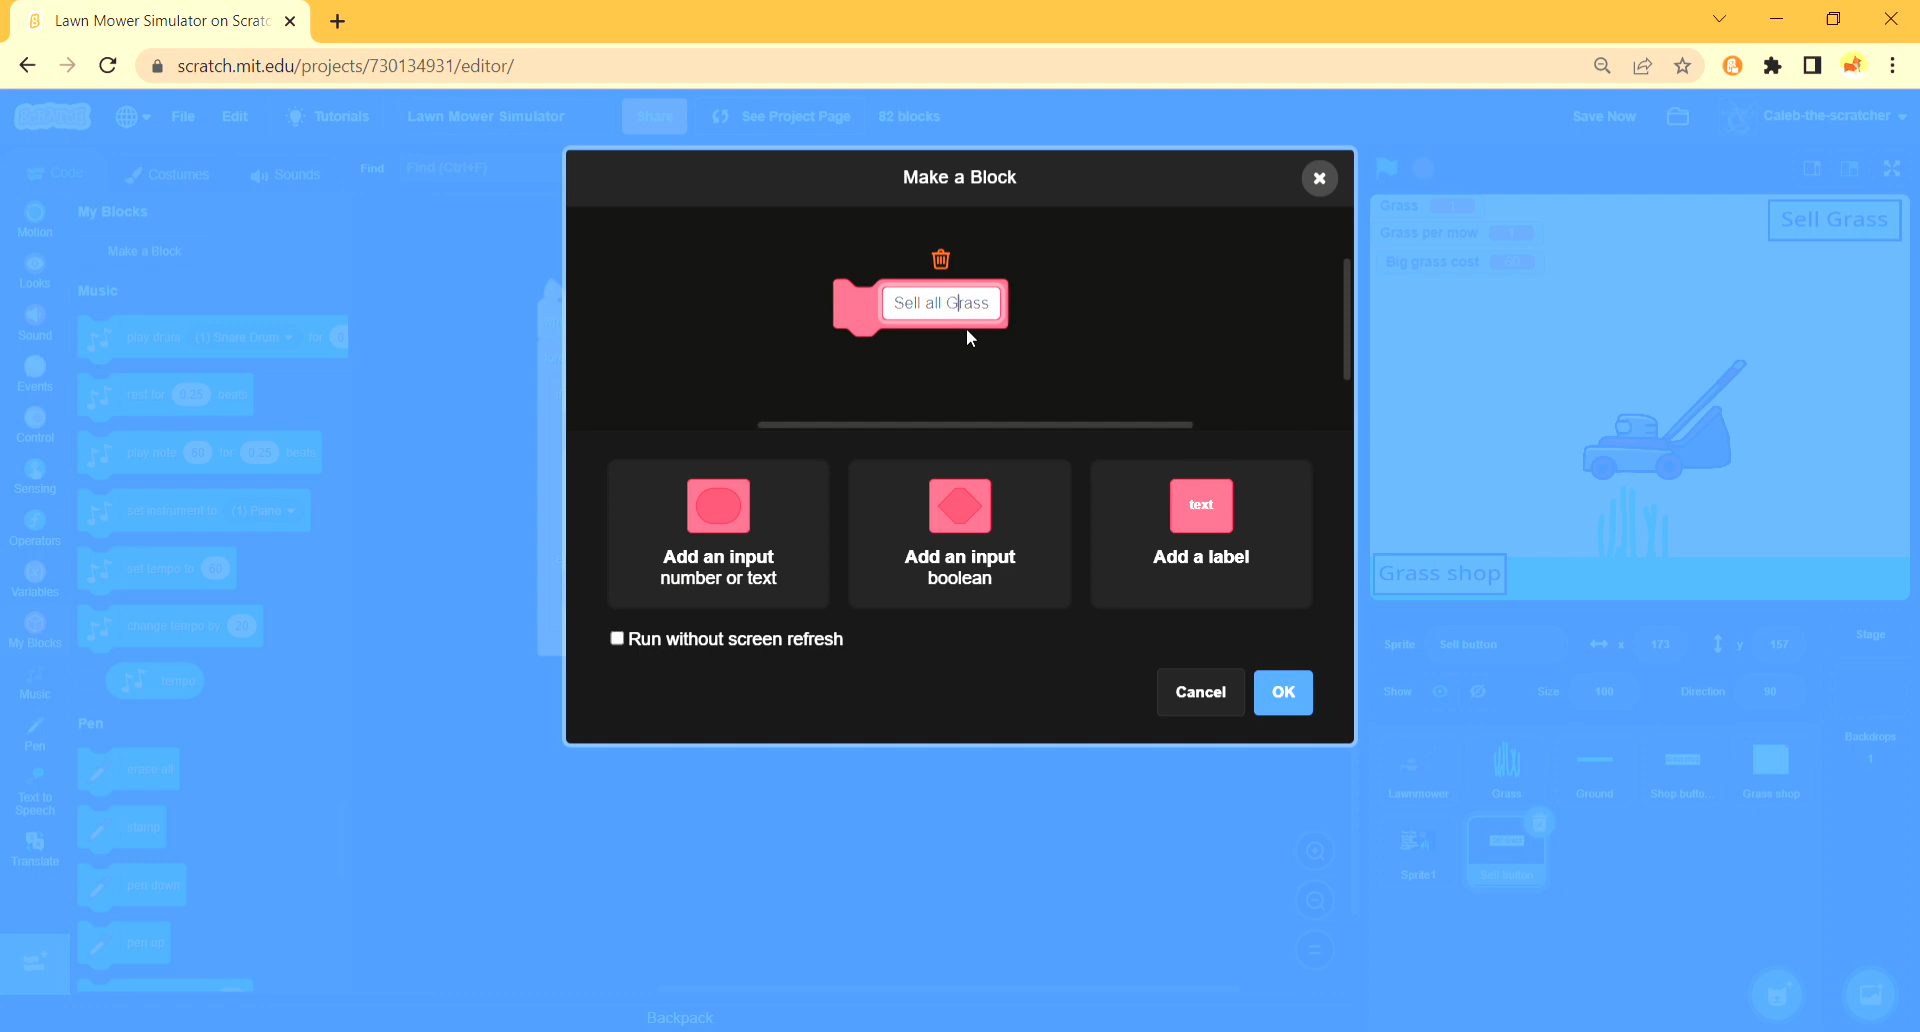 Lawn Mower Simulator on Scratc
scratch.mit.edu/projects/730134931/editor/
File Edit Tutorials Lawn Mower Simulator Share See Project Page 82 blocks Save Now Caleb-the-scratcher
Code Costumes Sounds Find Find (Ctrl+F)
Motion
Looks
Sound
Events
Control
Sensing
Operators
Variables
My Blocks
Music
Pen
Text to
Speech
Translate
My Blocks
Make a Block
Music
play drum (1) Snare Drum for
rest for 0.25 beats
play note 60 for 0.25 beats
set instrument to (1) Piano
set tempo to 60
change tempo by 20
tempo
Pen
erase all
stamp
pen down
pen up
Make a Block
Sell all Grass
Add an input
number or text
Add an input
boolean
text
Add a label
Run without screen refresh
Cancel OK
Grass
Grass per mow 1
Big grass cost
Sell Grass
Grass shop
Sprite Sell button x 173 y 157
Show Size 100 Direction 90
Stage
Backdrops
1
Lawnmower Grass Ground Shop butto... Grass shop
Sprite1 Sell button
Backpack